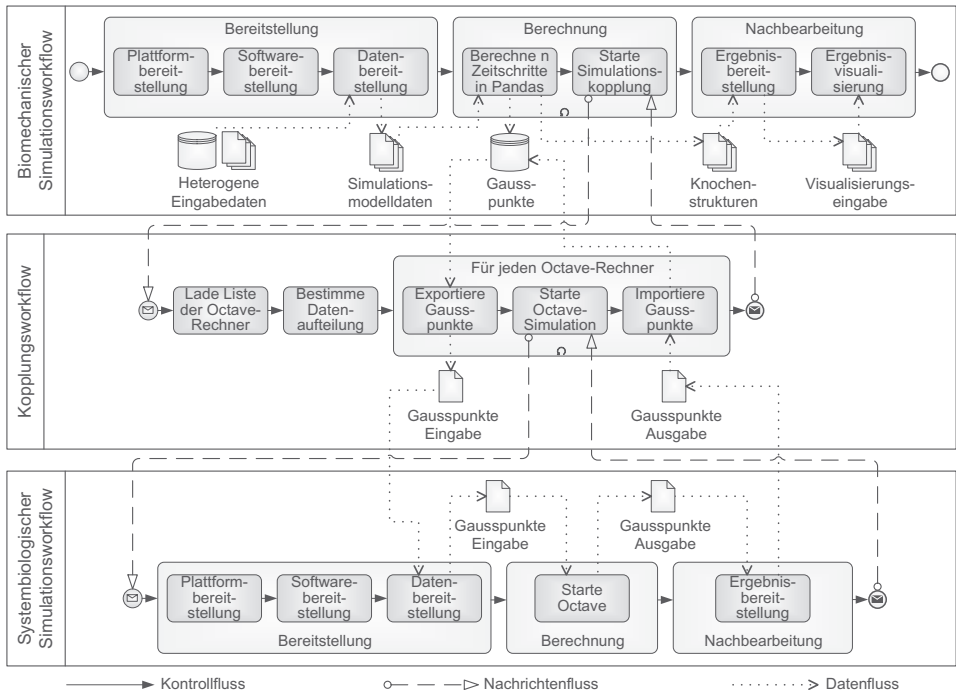 Biomechanischer
Simulationsworkflow
Bereitstellung
Plattform-
bereit-
stellung
Software-
bereit-
stellung
Daten-
bereit-
stellung
Berechnung
Berechne n
Zeitschritte
in Pandas
Starte
Simulations-
kopplung
Nachbearbeitung
Ergebnis-
bereit-
stellung
Ergebnis-
visuali-
sierung
Heterogene
Eingabedaten
Simulations-
modelldaten
Gauss-
punkte
Knochen-
strukturen
Visualisierungs-
eingabe
Kopplungsworkflow
Lade Liste
der Octave-
Rechner
Bestimme
Daten-
aufteilung
Für jeden Octave-Rechner
Exportiere
Gauss-
punkte
Starte
Octave-
Simulation
Importiere
Gauss-
punkte
Gausspunkte
Eingabe
Gausspunkte
Ausgabe
Systembiologischer
Simulationsworkflow
Gausspunkte
Eingabe
Gausspunkte
Ausgabe
Plattform-
bereit-
stellung
Software-
bereit-
stellung
Daten-
bereit-
stellung
Bereitstellung
Starte
Octave
Berechnung
Ergebnis-
bereit-
stellung
Nachbearbeitung
Kontrollfluss
Nachrichtenfluss
Datenfluss